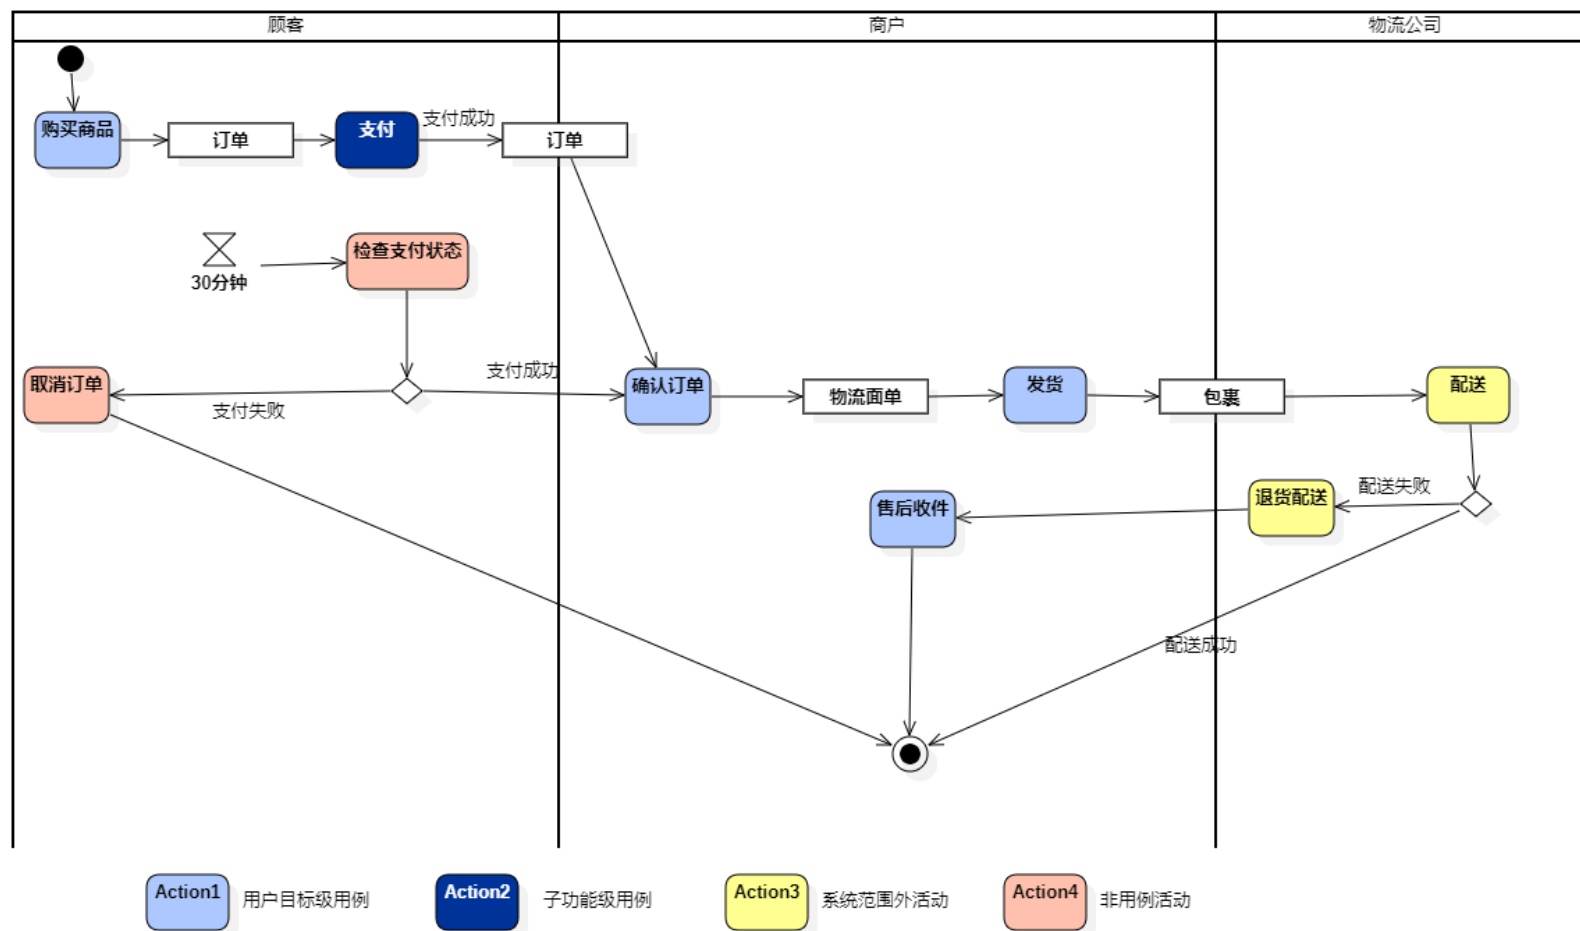 顾客
商户
物流公司
购买商品
订单
支付
支付成功
订单
30分钟
检查支付状态
取消订单
支付失败
支付成功
确认订单
物流面单
发货
包裹
配送
售后收件
退货配送
配送失败
配送成功
Action1
用户目标级用例
Action2
子功能级用例
Action3
系统范围外活动
Action4
非用例活动